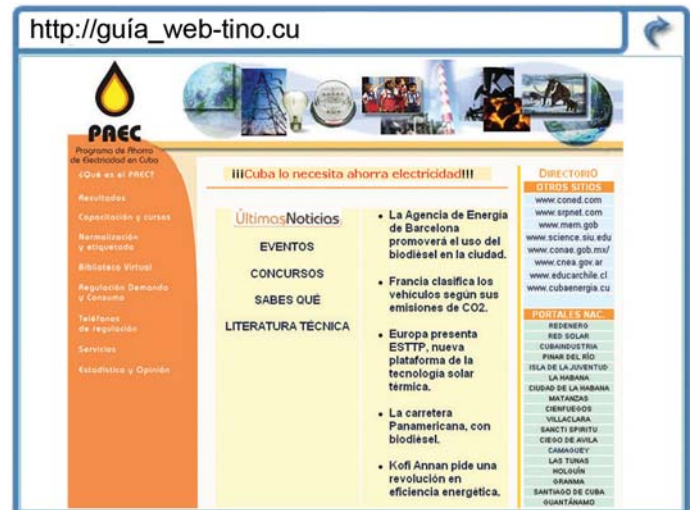 http://guía_web-tino.cu
PAEC
Programa de Ahorro
de Electricidad en Cuba
¿Qué es el PAEC?
Resultados
Capacitación y cursos
Normalización
y etiquetado
Biblioteca Virtual
Regulación Demanda
y Consumo
Teléfonos
de regulación
Servicios
Estadística y Opinión
¡¡¡Cuba lo necesita ahorra electricidad!!!
ÚltimasNoticias
EVENTOS
CONCURSOS
SABES QUÉ
LITERATURA TÉCNICA
• La Agencia de Energía
de Barcelona
promoverá el uso del
biodiésel en la ciudad.
• Francia clasifica los
vehículos según sus
emisiones de CO2.
• Europa presenta
ESTTP, nueva
plataforma de la
tecnología solar
térmica.
• La carretera
Panamericana, con
biodiésel.
• Kofi Annan pide una
revolución en
eficiencia energética.
DIRECTORIO
OTROS SITIOS
www.coned.com
www.srpnet.com
www.mem.gob
www.science.siu.edu
www.conae.gob.mx/
www.cnea.gov.ar
www.educarchile.cl
www.cubaenergia.cu
PORTALES NAC.
REDENERG
RED SOLAR
CUBAINDUSTRIA
PINAR DEL RÍO
ISLA DE LA JUVENTUD
LA HABANA
CIUDAD DE LA HABANA
MATANZAS
CIENFUEGOS
VILLACLARA
SANCTI SPIRITU
CIEGO DE AVILA
CAMAGUEY
LAS TUNAS
HOLGUÍN
GRANMA
SANTIAGO DE CUBA
GUANTÁNAMO